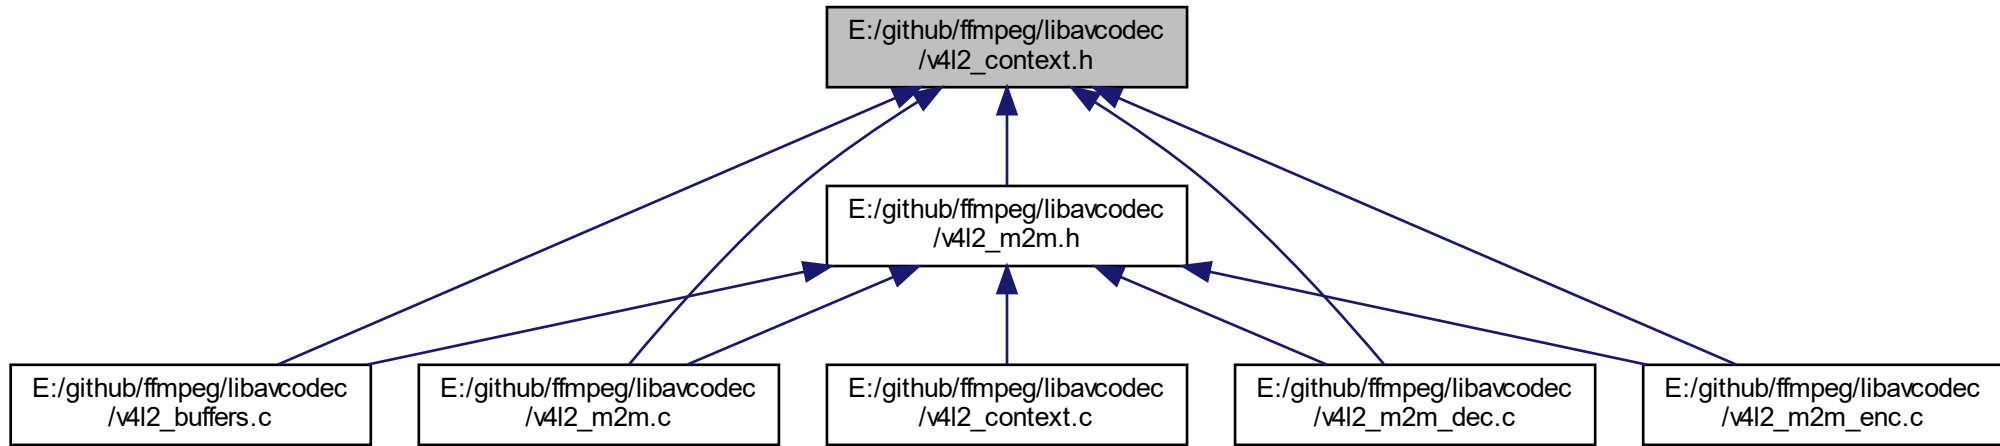 E:/github/ffmpeg/libavcodec
/v4l2_context.h
E:/github/ffmpeg/libavcodec
/v4l2_m2m.h
E:/github/ffmpeg/libavcodec
/v4l2_buffers.c
E:/github/ffmpeg/libavcodec
/v4l2_m2m.c
E:/github/ffmpeg/libavcodec
/v4l2_context.c
E:/github/ffmpeg/libavcodec
/v4l2_m2m_dec.c
E:/github/ffmpeg/libavcodec
/v4l2_m2m_enc.c